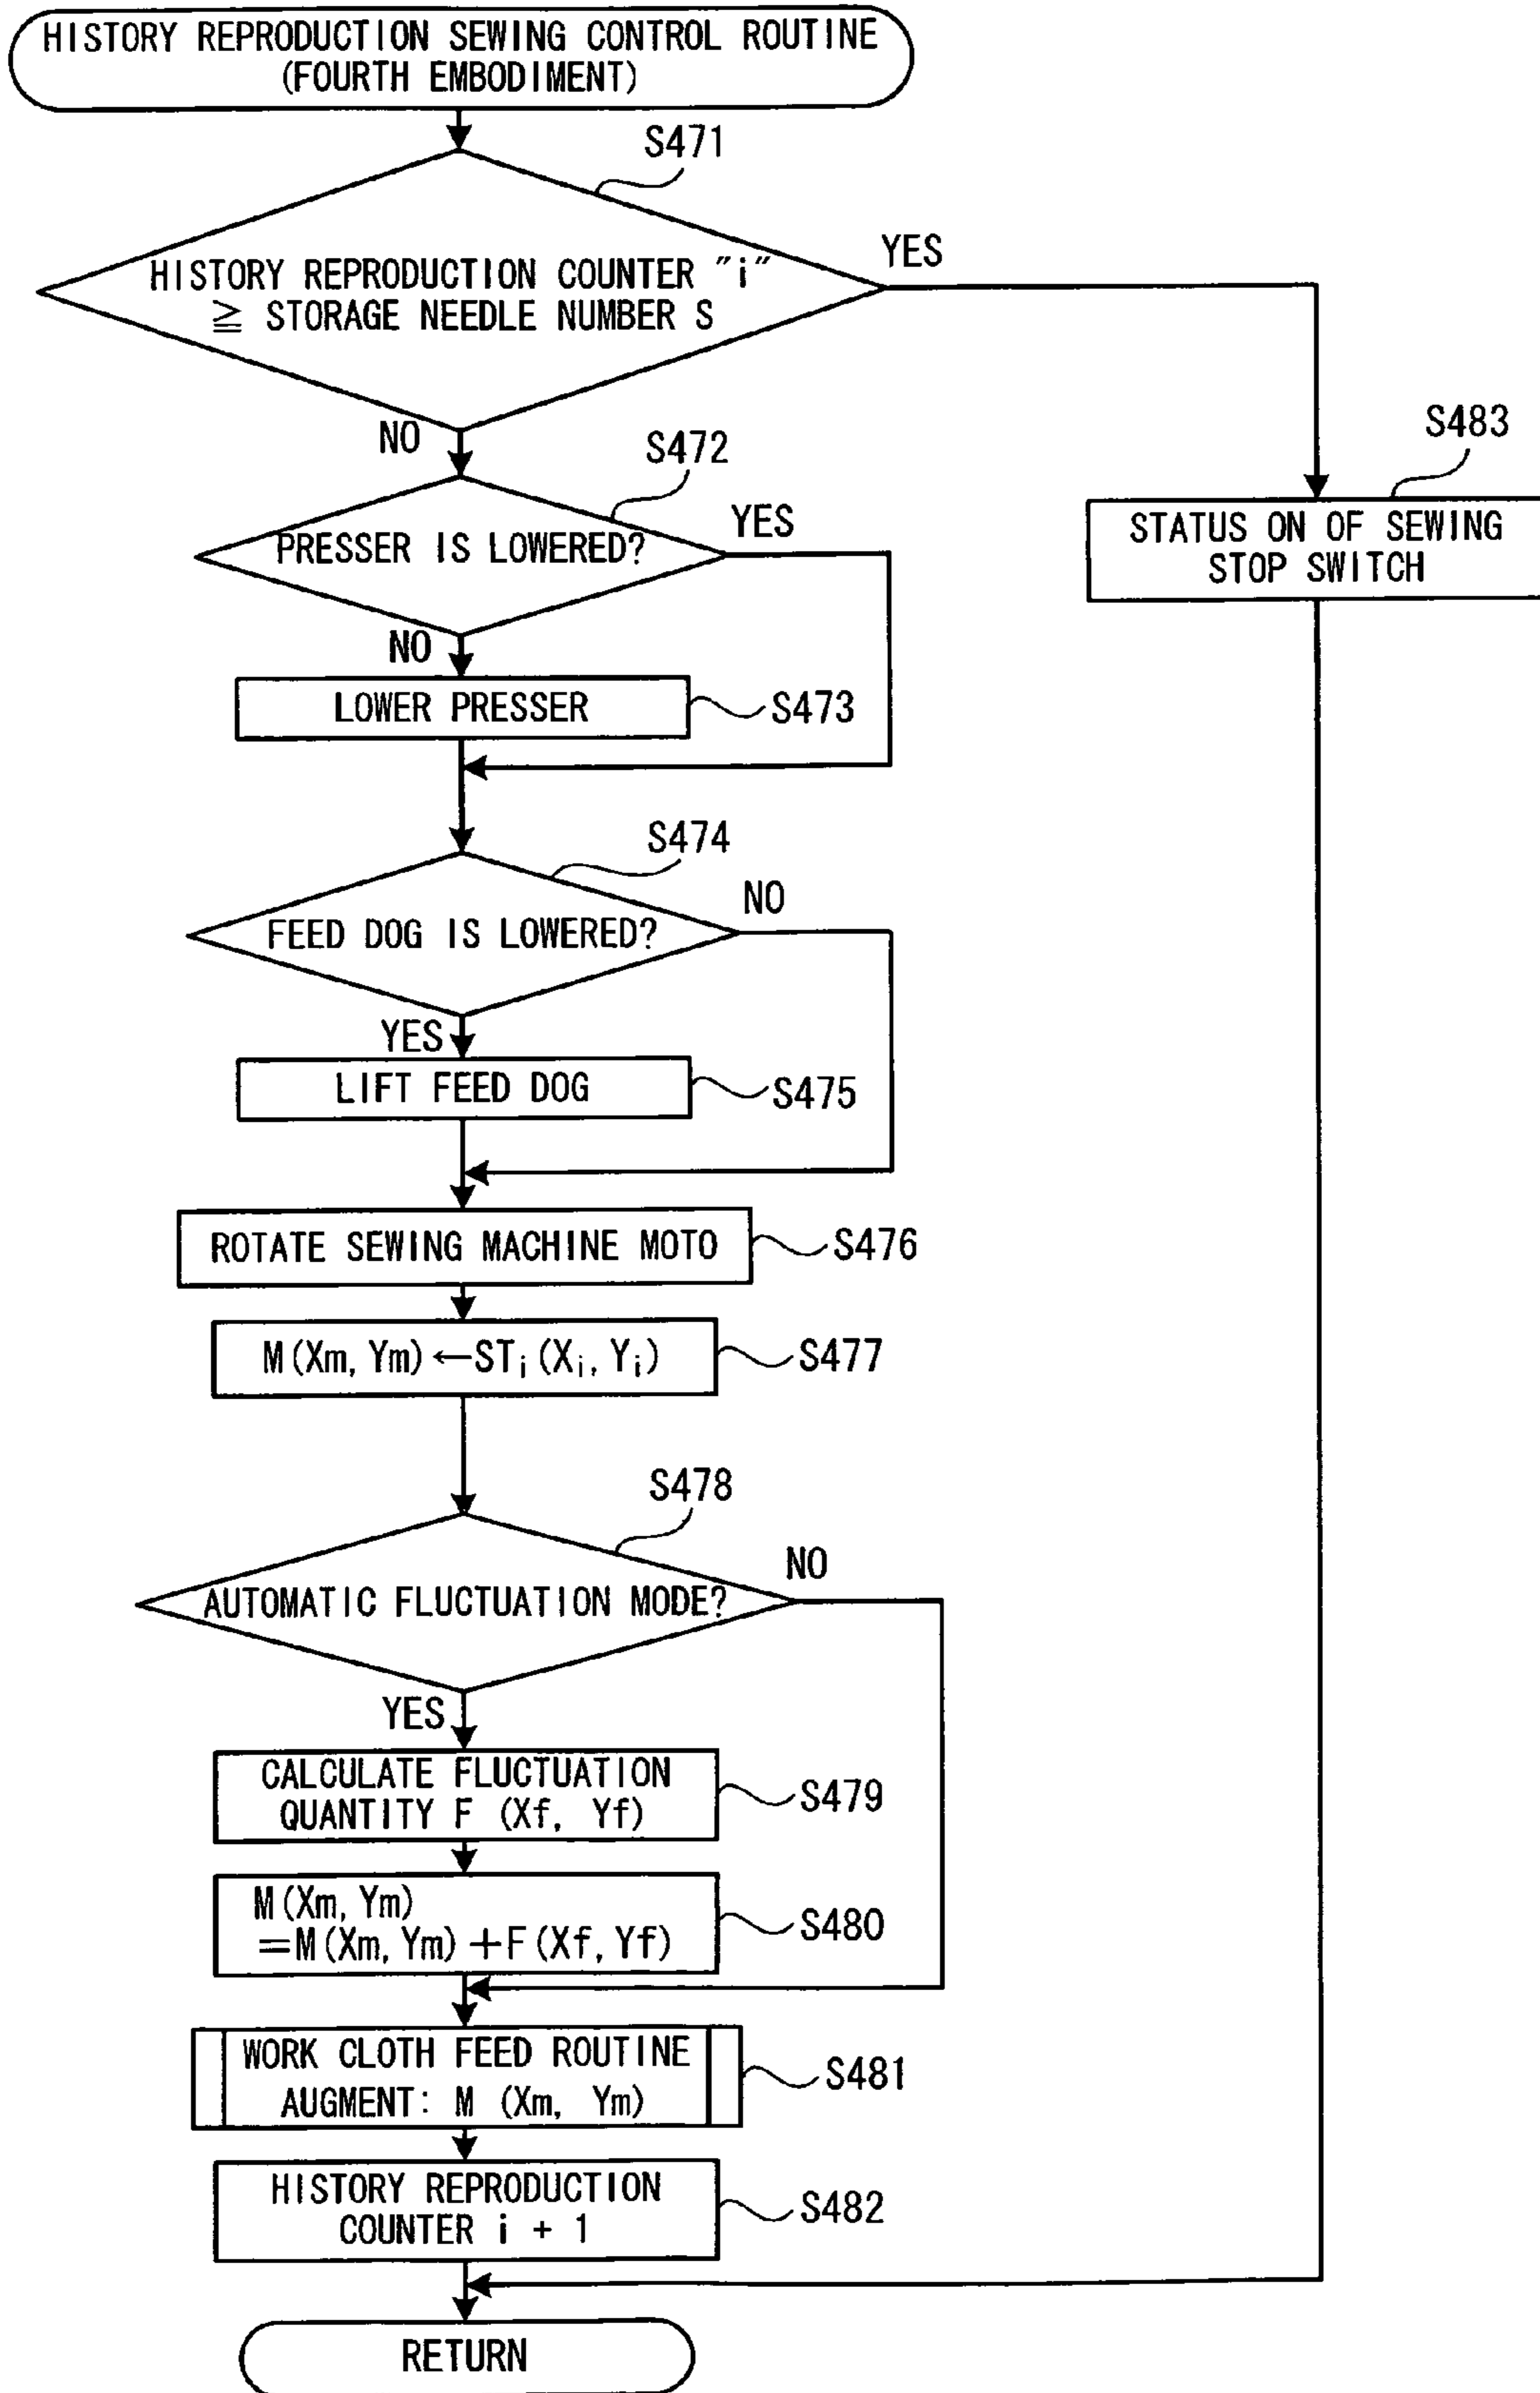 HISTORY REPRODUCTION SEWING CONTROL ROUTINE
(FOURTH EMBODIMENT)
S471
HISTORY REPRODUCTION COUNTER "i"
≧ STORAGE NEEDLE NUMBER S
YES
NO
S483
STATUS ON OF SEWING
STOP SWITCH
S472
PRESSER IS LOWERED?
YES
NO
LOWER PRESSER
S473
S474
FEED DOG IS LOWERED?
NO
YES
LIFT FEED DOG
S475
ROTATE SEWING MACHINE MOTO
S476
M(Xm, Ym)←STi(Xi, Yi)
S477
S478
AUTOMATIC FLUCTUATION MODE?
NO
YES
CALCULATE FLUCTUATION
QUANTITY F (Xf, Yf)
S479
M(Xm, Ym)
=M(Xm, Ym)+F(Xf, Yf)
S480
WORK CLOTH FEED ROUTINE
AUGMENT: M (Xm, Ym)
S481
HISTORY REPRODUCTION
COUNTER i + 1
S482
RETURN